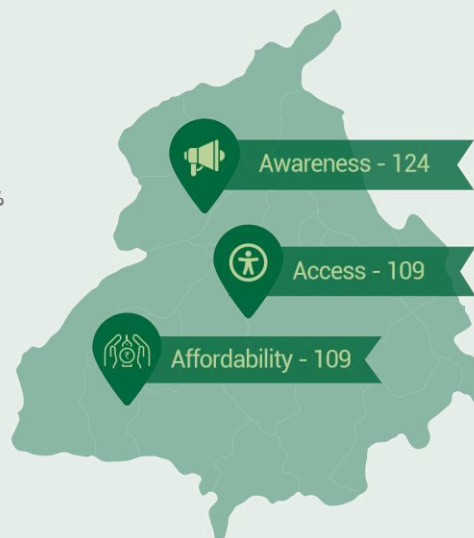 %
Awareness - 124
Access - 109
₹
Affordability - 109